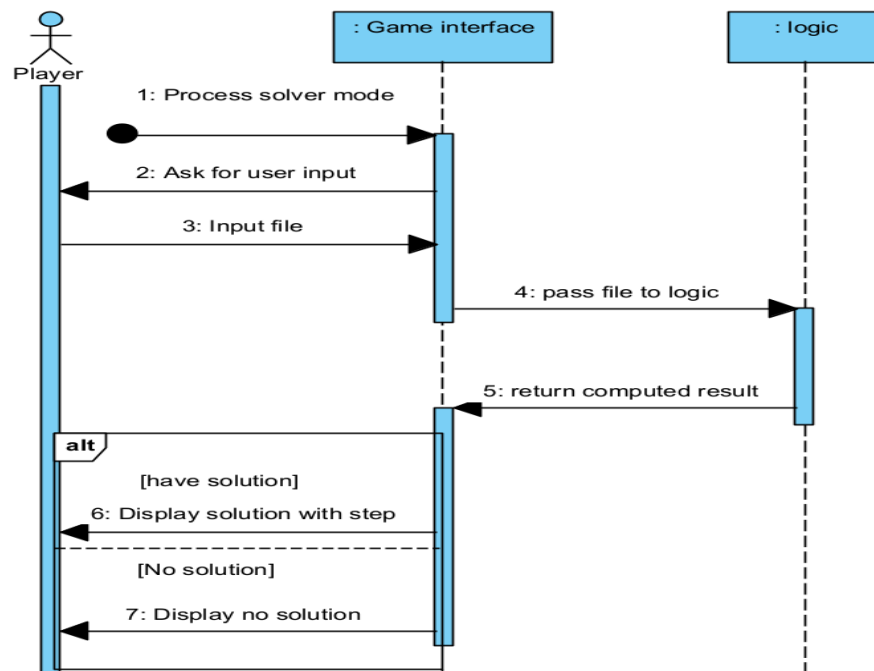 Player
: Game interface
: logic
1: Process solver mode
2: Ask for user input
3: Input file
4: pass file to logic
5: return computed result
alt
[have solution]
6: Display solution with step
[No solution]
7: Display no solution